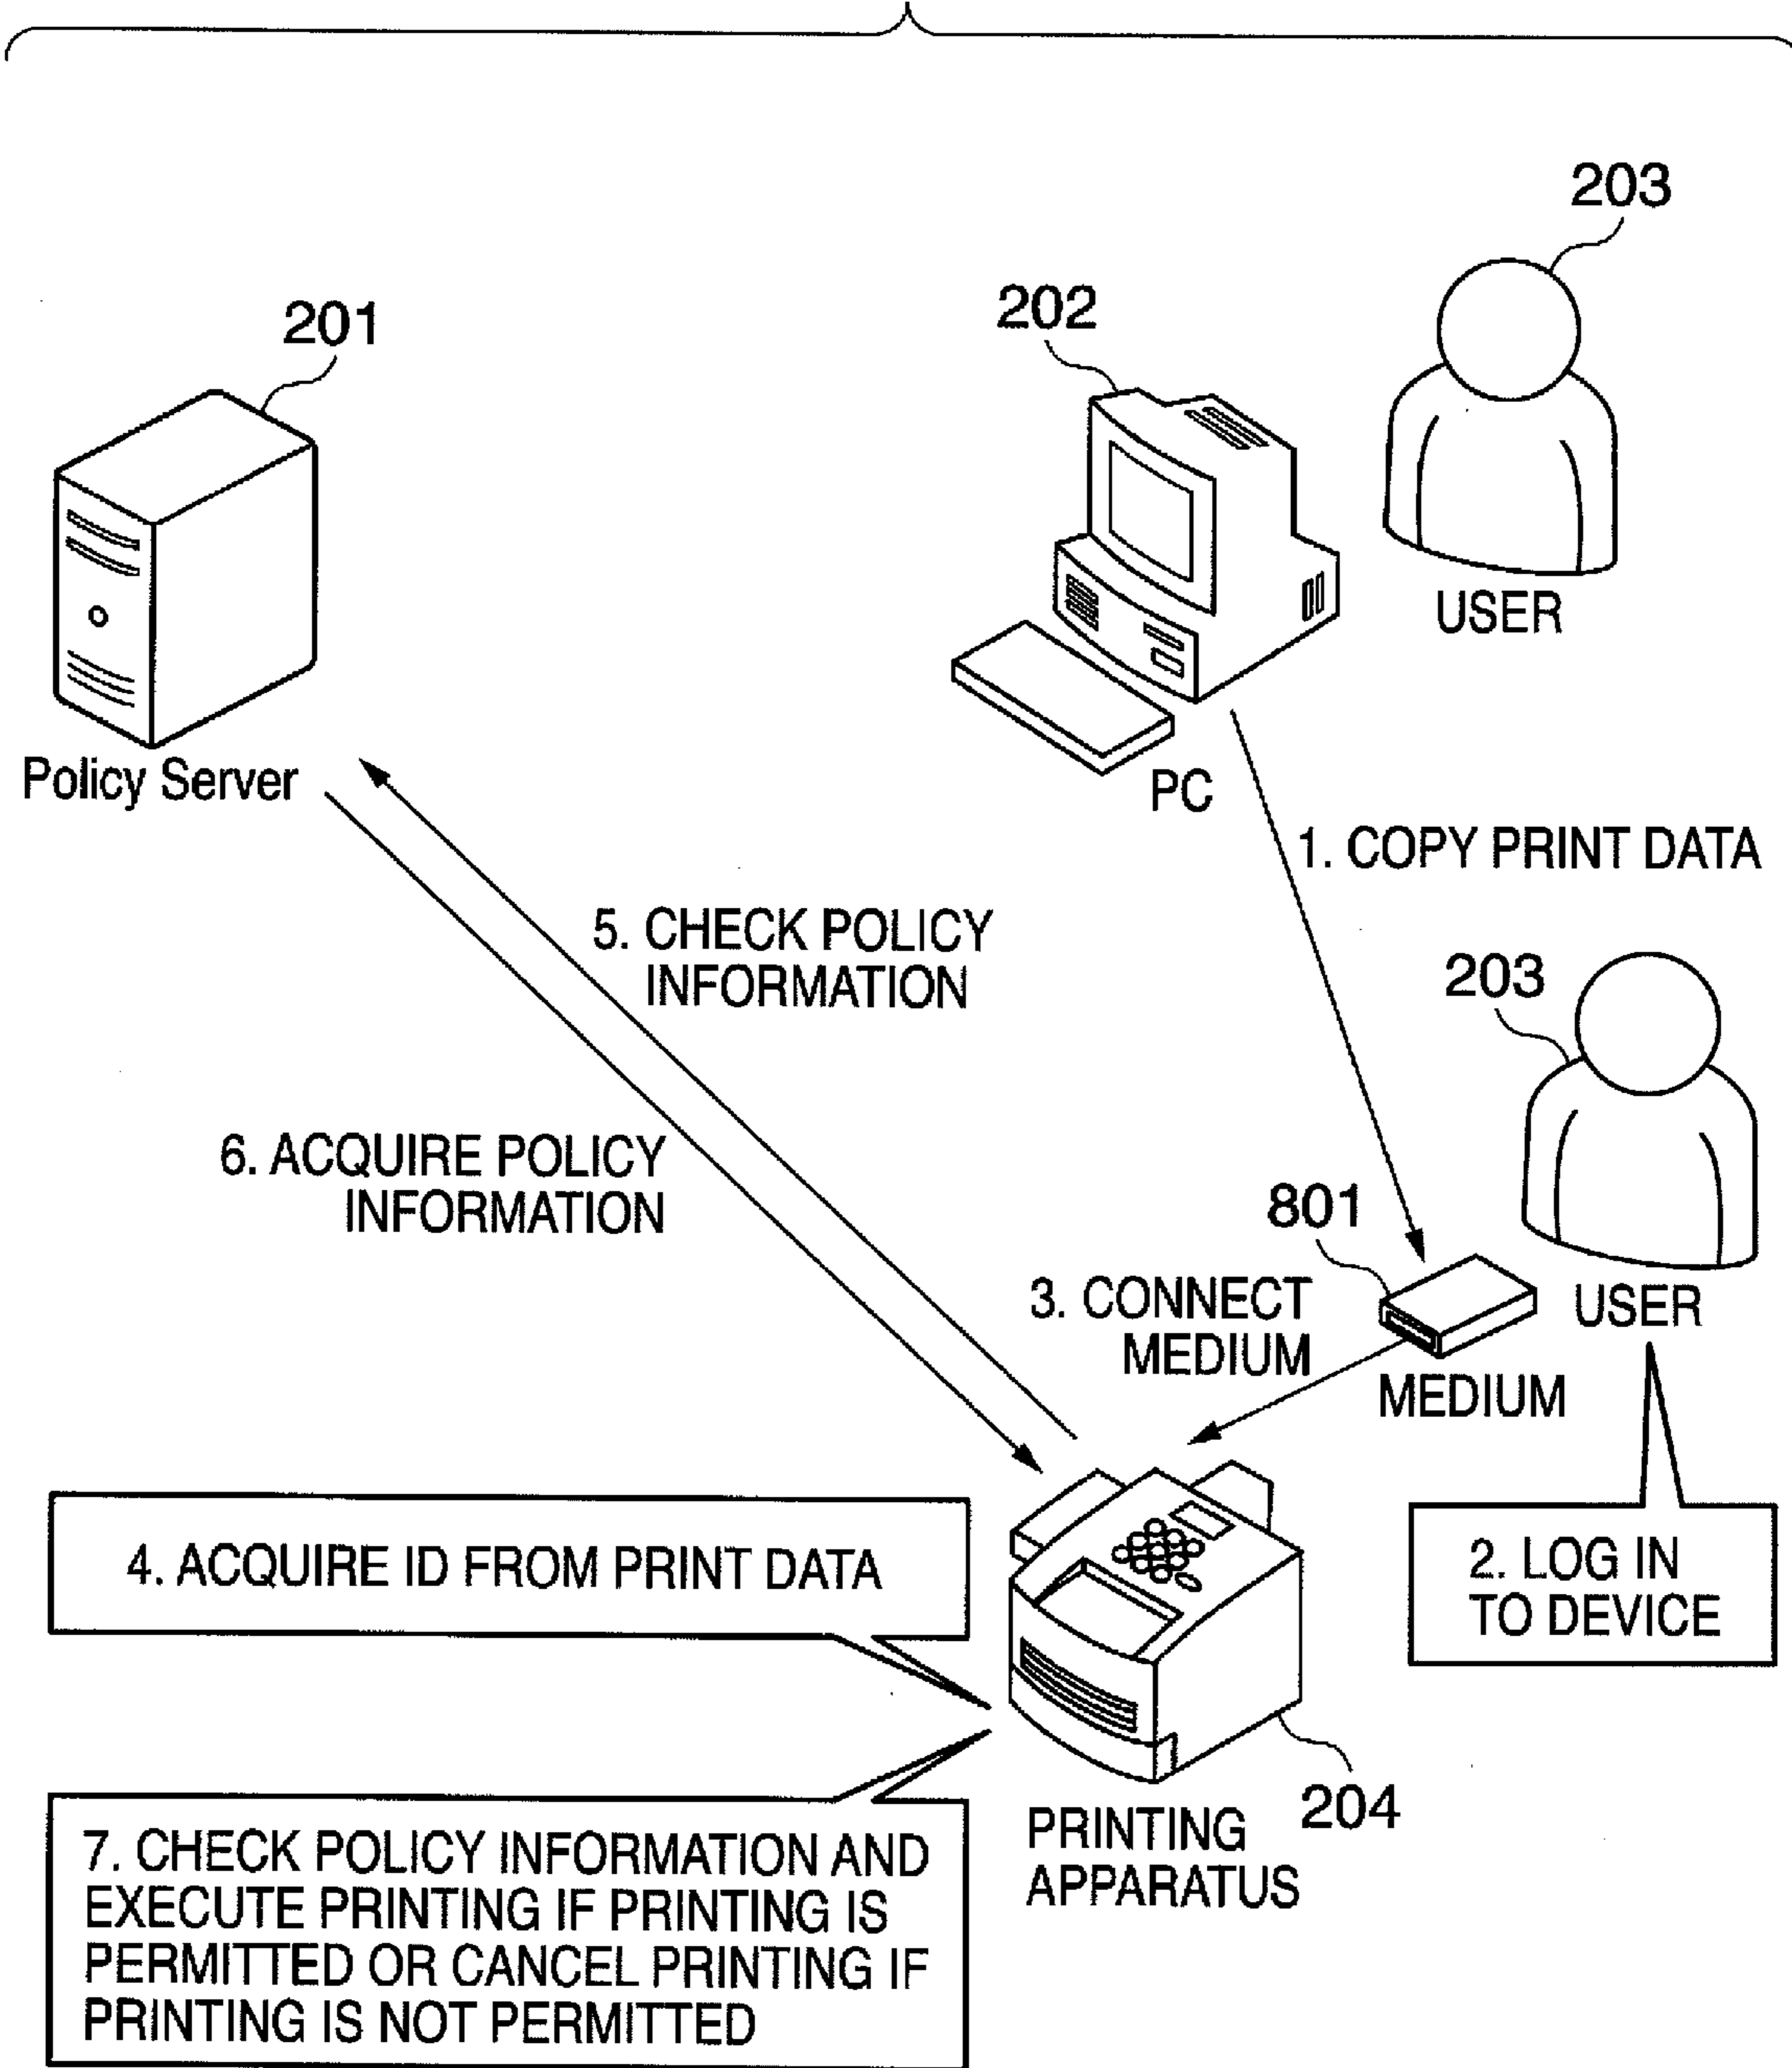 203
202
201
USER
Policy Server
PC
1. COPY PRINT DATA
5. CHECK POLICY
INFORMATION
203
6. ACQUIRE POLICY
INFORMATION
801
3. CONNECT
MEDIUM
USER
MEDIUM
4. ACQUIRE ID FROM PRINT DATA
2. LOG IN
TO DEVICE
204
PRINTING
APPARATUS
7. CHECK POLICY INFORMATION AND
EXECUTE PRINTING IF PRINTING IS
PERMITTED OR CANCEL PRINTING IF
PRINTING IS NOT PERMITTED